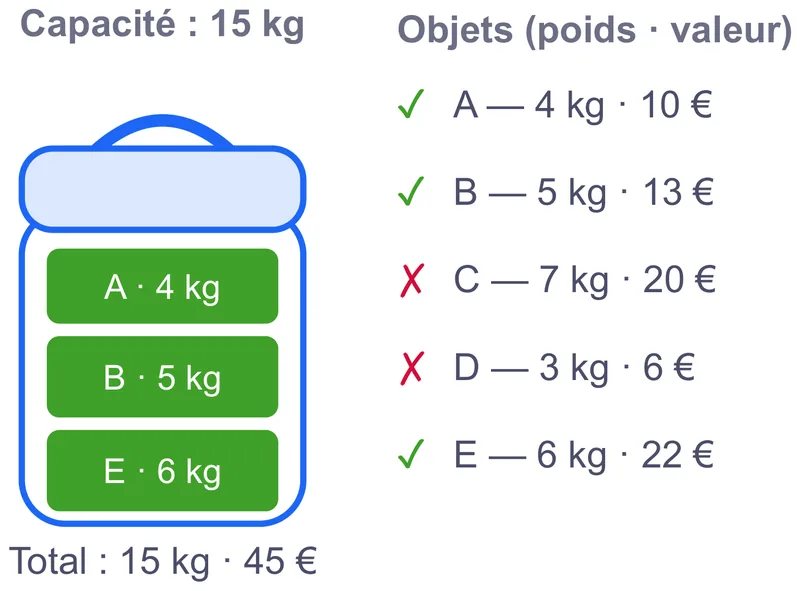 Capacité : 15 kg
A · 4 kg
B · 5 kg
E · 6 kg
Total : 15 kg · 45 €
Objets (poids · valeur)
✓ A — 4 kg · 10 €
✓ B — 5 kg · 13 €
✗ C — 7 kg · 20 €
✗ D — 3 kg · 6 €
✓ E — 6 kg · 22 €